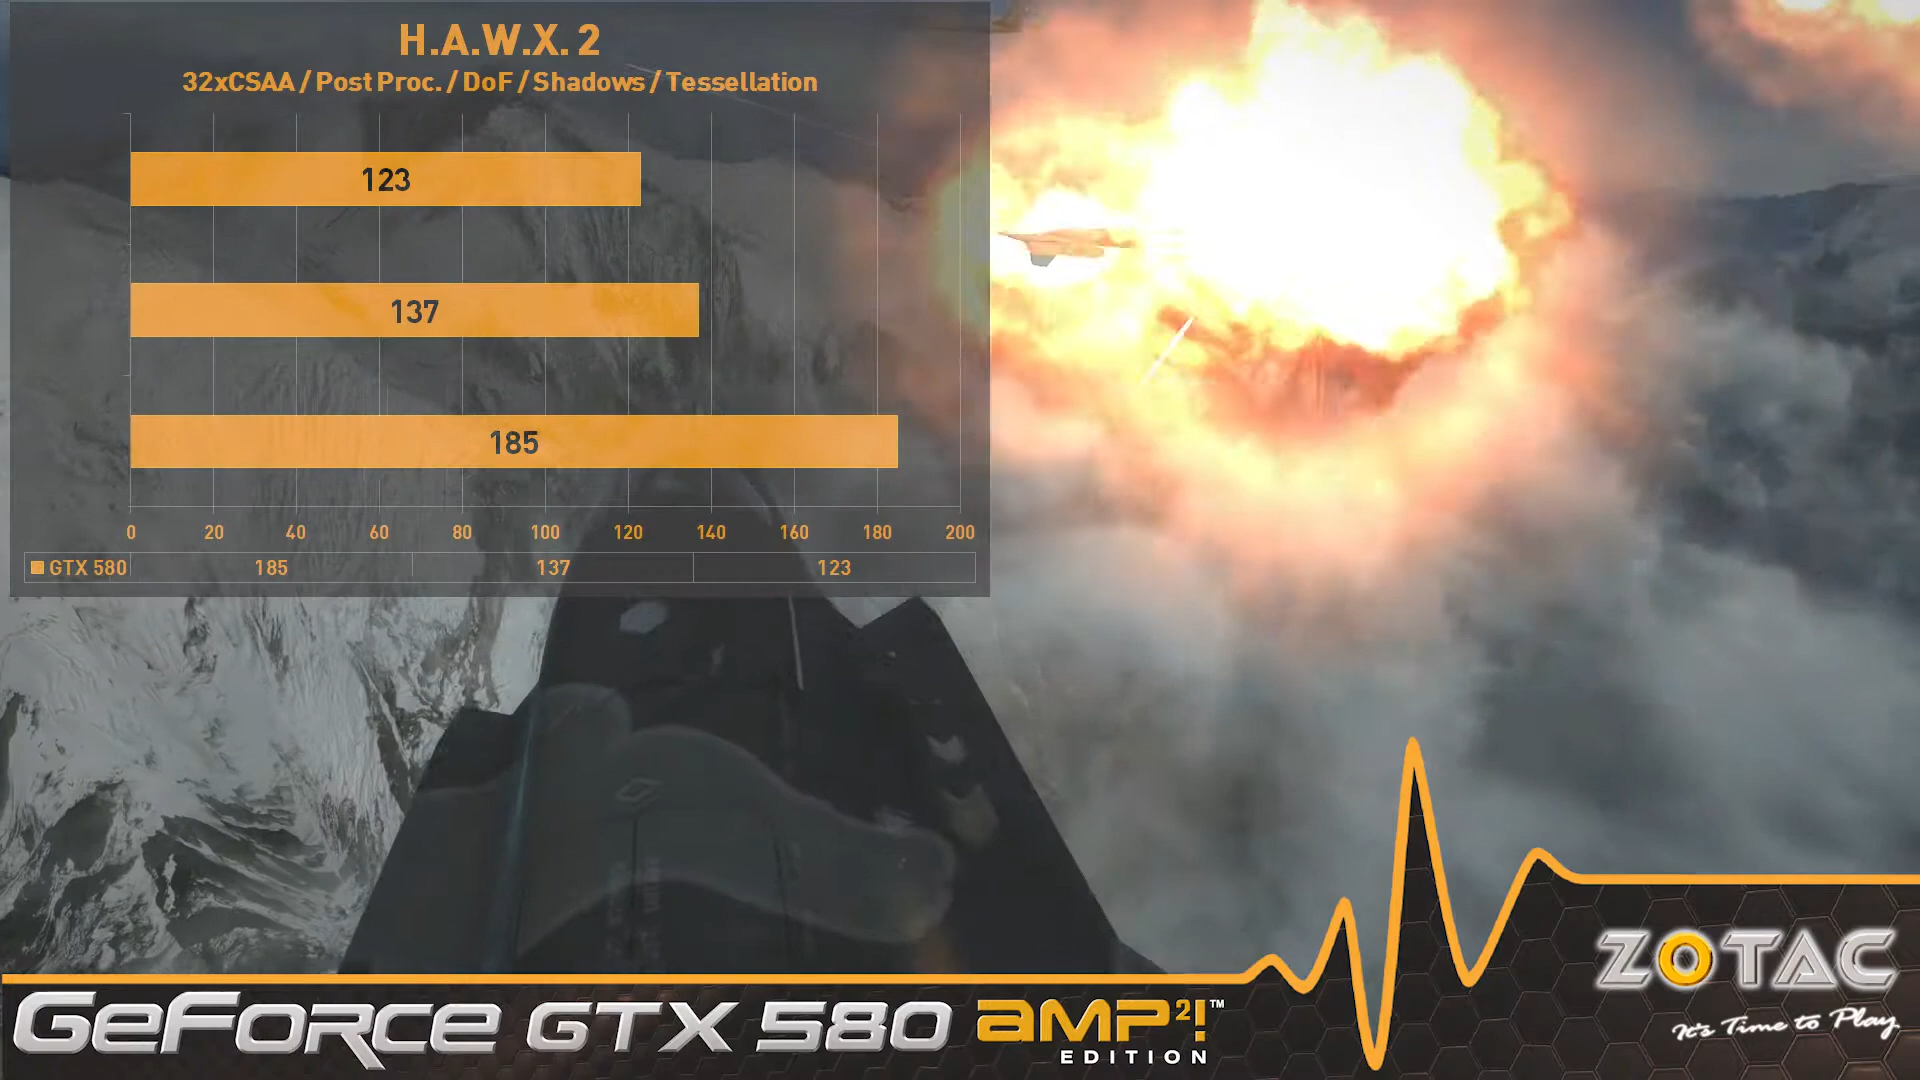 H.A.W.X. 2
32xCSAA / Post Proc. / DoF / Shadows / Tessellation
123
137
185
0 20 40 60 80 100 120 140 160 180 200
GTX 580 185 137 123
GEFORCE GTX 580 AMP²!™
EDITION
ZOTAC
It's Time to Play